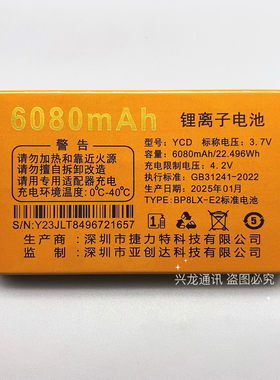 6080mAh
锂离子电池
警告
请勿加热和靠近火源
请勿擅自拆卸改造
请用专用适配器充电
充电环境温度: 0℃-40℃
S/N:Y23JLT8496721657
型号: YCD 标称电压: 3.7V
容量: 6080mAh/22.496Wh
充电限制电压: 4.2V
执行标准: GB31241-2022
出厂日期: 2025年01月
TYPE: BP8LX-E2标准电池
生产: 深圳市捷力特科技有限公司
监制: 深圳市亚创达科技有限公司
兴龙通讯 盗图必究